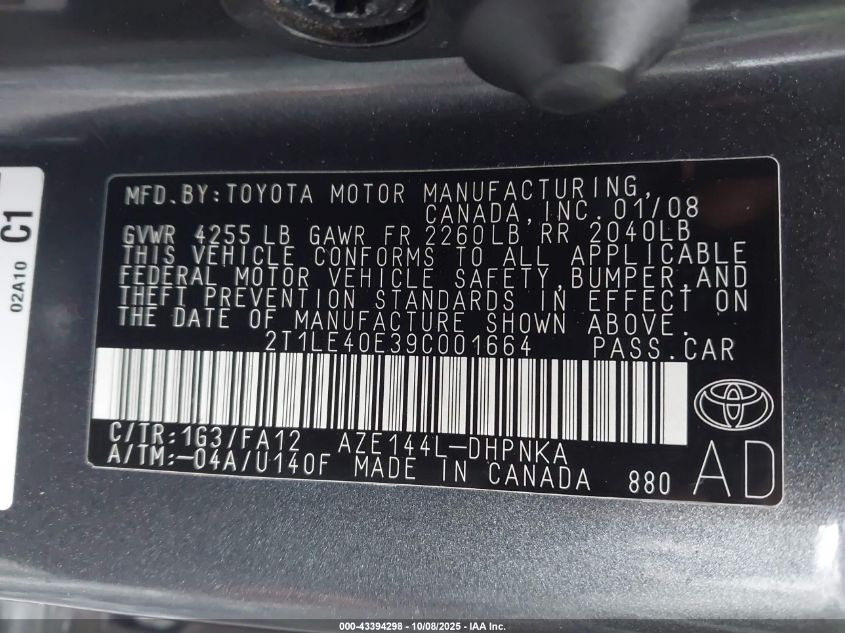 MFD.BY:TOYOTA MOTOR MANUFACTURING,
CANADA,INC.01/08
GVWR 4255 LB GAWR FR 2260LB RR 2040LB
THIS VEHICLE CONFORMS TO ALL APPLICABLE
FEDERAL MOTOR VEHICLE SAFETY,BUMPER,AND
THEFT PREVENTION STANDARDS IN EFFECT ON
THE DATE OF MANUFACTURE SHOWN ABOVE.
2T1LE40E39C001664 PASS.CAR
C/TR:1G3/FA12 AZE144L-DHPNKA
A/TM:-04A/U140F MADE IN CANADA 880
AD
C1
02A10
000-43394298 - 10/08/2025 - IAA Inc.